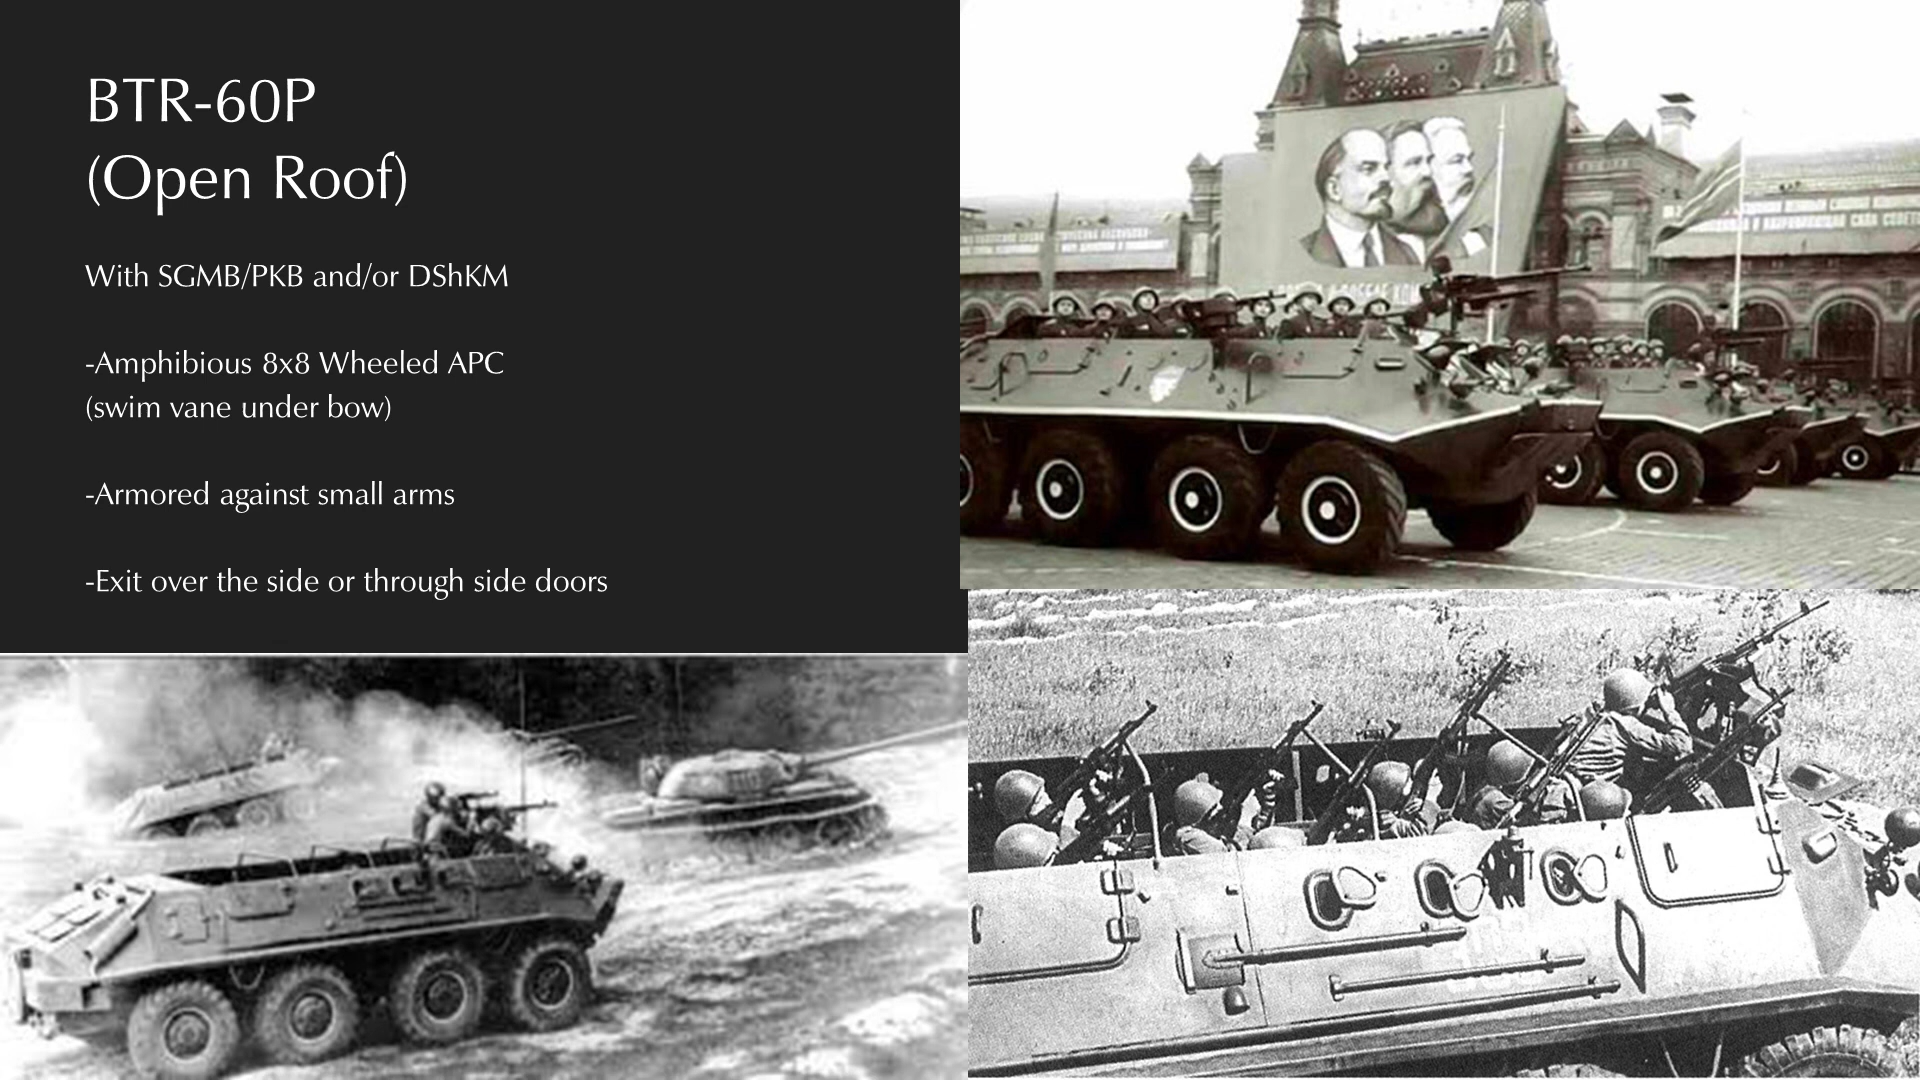 BTR-60P
(Open Roof)
With SGMB/PKB and/or DShKM
-Amphibious 8x8 Wheeled APC
(swim vane under bow)
-Armored against small arms
-Exit over the side or through side doors